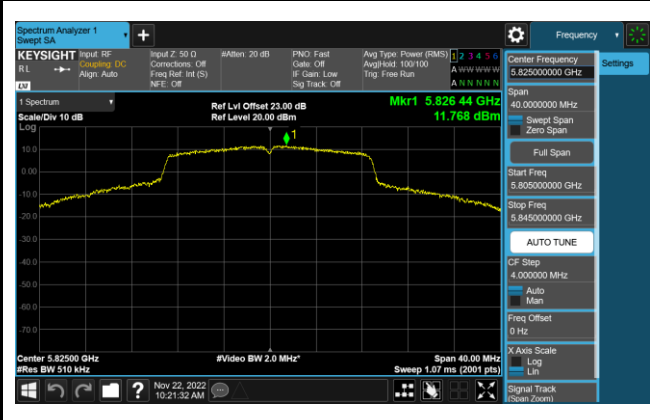 Spectrum Analyzer 1
Swept SA
Frequency
KEYSIGHT
RL
LXI
Input: RF
Coupling: DC
Align: Auto
Input Z: 50 Ω
Corrections: Off
Freq Ref: Int (S)
NFE: Off
#Atten: 20 dB
PNO: Fast
Gate: Off
IF Gain: Low
Sig Track: Off
Avg Type: Power (RMS)
Avg|Hold: 100/100
Trig: Free Run
1 2 3 4 5 6
A W W W W W
A N N N N N
1 Spectrum
Scale/Div 10 dB
Log
Ref Lvl Offset 23.00 dB
Ref Level 20.00 dBm
Mkr1 5.826 44 GHz
11.768 dBm
1
10.0
0.00
-10.0
-20.0
-30.0
-40.0
-50.0
-60.0
-70.0
Center 5.82500 GHz
#Res BW 510 kHz
#Video BW 2.0 MHz*
Span 40.00 MHz
Sweep 1.07 ms (2001 pts)
Nov 22, 2022
10:21:32 AM
Center Frequency
5.825000000 GHz
Settings
Span
40.0000000 MHz
Swept Span
Zero Span
Full Span
Start Freq
5.805000000 GHz
Stop Freq
5.845000000 GHz
AUTO TUNE
CF Step
4.000000 MHz
Auto
Man
Freq Offset
0 Hz
X Axis Scale
Log
Lin
Signal Track
(Span Zoom)